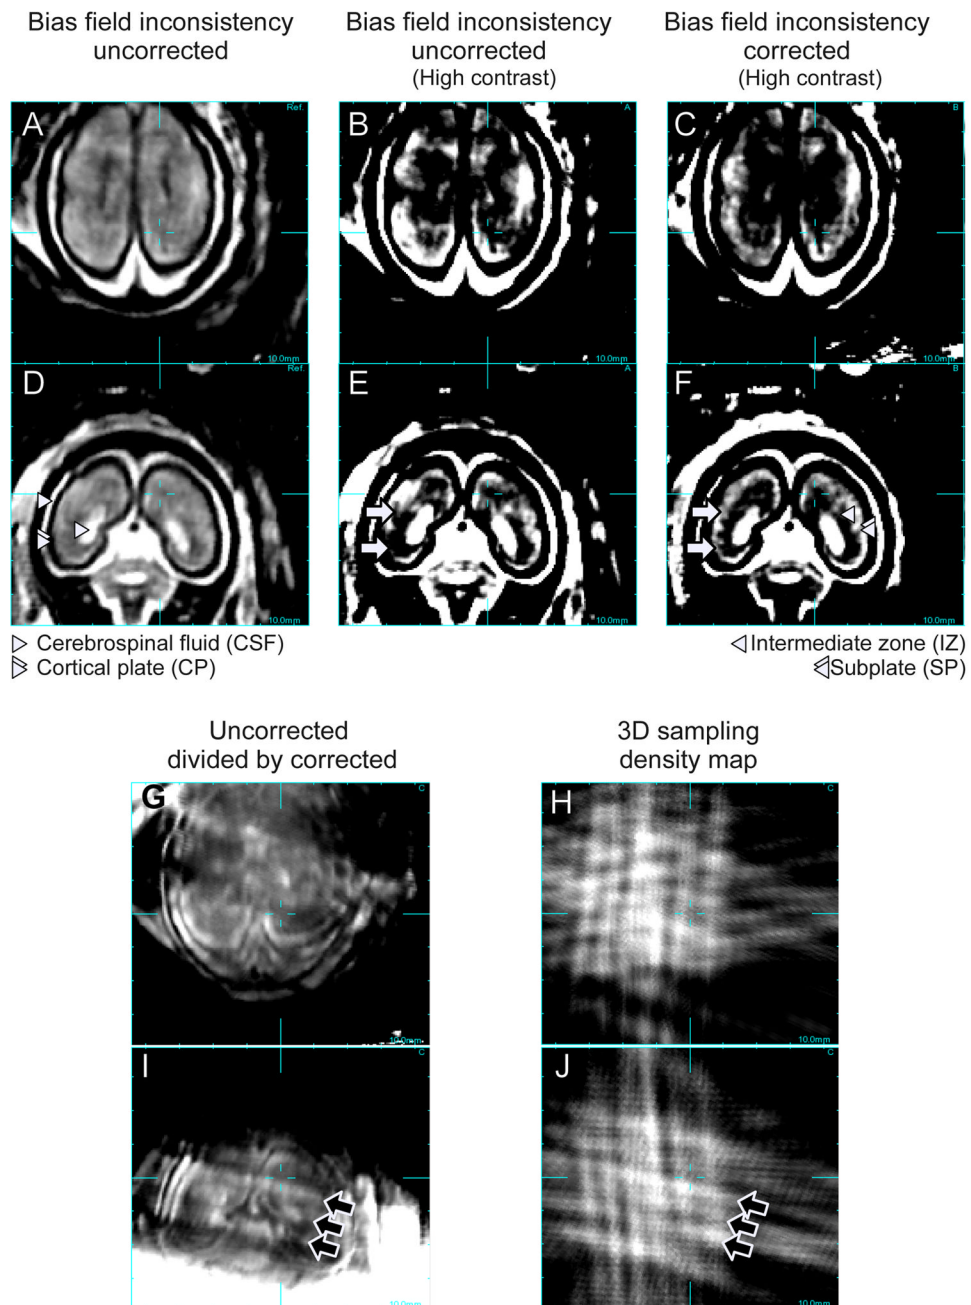 Bias field inconsistency
uncorrected
Bias field inconsistency
uncorrected
(High contrast)
Bias field inconsistency
corrected
(High contrast)
A
Ref.
10.0mm
B
A
10.0mm
C
B
10.0mm
D
Ref.
10.0mm
E
A
10.0mm
F
B
10.0mm
Cerebrospinal fluid (CSF)
Cortical plate (CP)
Intermediate zone (IZ)
Subplate (SP)
Uncorrected
divided by corrected
3D sampling
density map
G
C
10.0mm
H
C
10.0mm
I
C
10.0mm
J
C
10.0mm